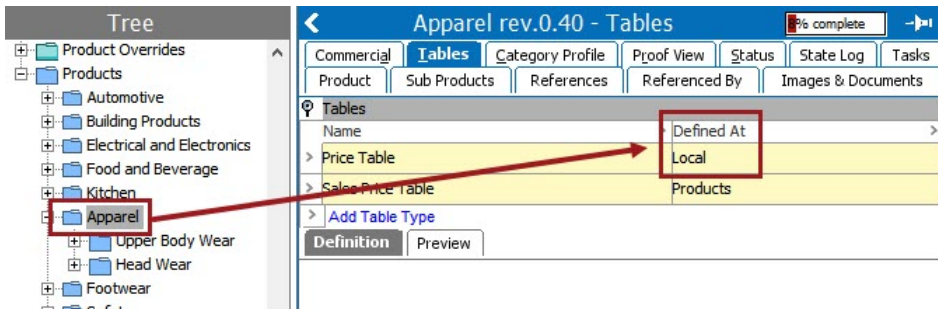 Tree
Product Overrides
Products
Automotive
Building Products
Electrical and Electronics
Food and Beverage
Kitchen
Apparel
Upper Body Wear
Head Wear
Footwear
Apparel rev.0.40 - Tables
% complete
Commercial Tables Category Profile Proof View Status State Log Tasks
Product Sub Products References Referenced By Images & Documents
Tables
Name Defined At
Price Table Local
Sales Price Table Products
Add Table Type
Definition Preview